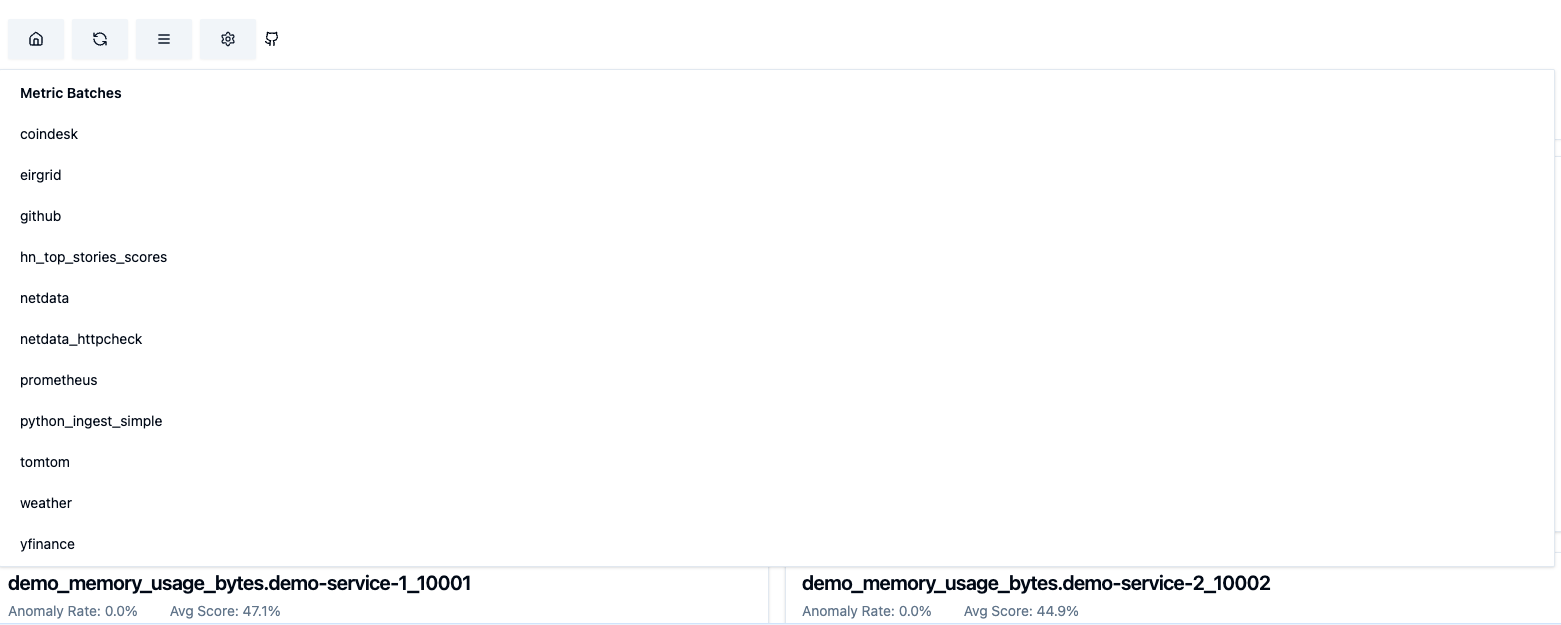 Metric Batches
coindesk
eirgrid
github
hn_top_stories_scores
netdata
netdata_httpcheck
prometheus
python_ingest_simple
tomtom
weather
yfinance
demo_memory_usage_bytes.demo-service-1_10001
Anomaly Rate: 0.0% Avg Score: 47.1%
demo_memory_usage_bytes.demo-service-2_10002
Anomaly Rate: 0.0% Avg Score: 44.9%